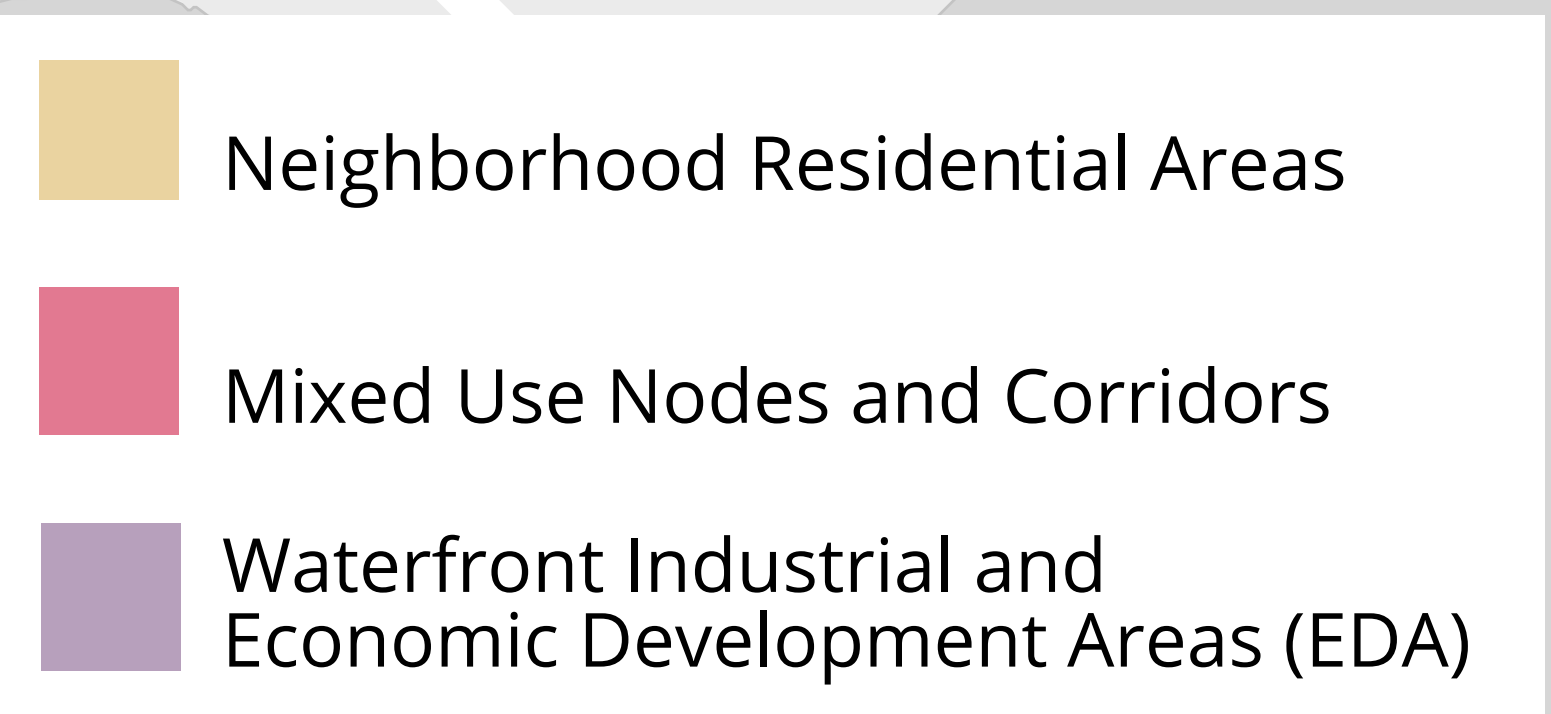 Neighborhood Residential Areas
Mixed Use Nodes and Corridors
Waterfront Industrial and
Economic Development Areas (EDA)